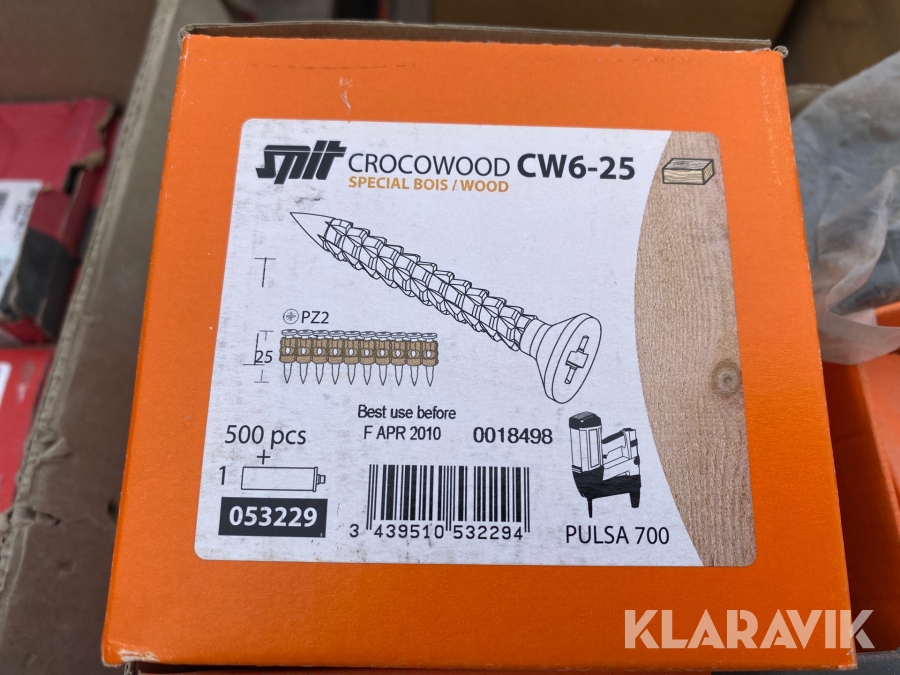 Spit CROCOWOOD CW6-25
SPECIAL BOIS / WOOD
PZ2
25
Best use before
F APR 2010
0018498
500 pcs
+
1
053229
3 439510 532294
PULSA 700
KLARAVIK